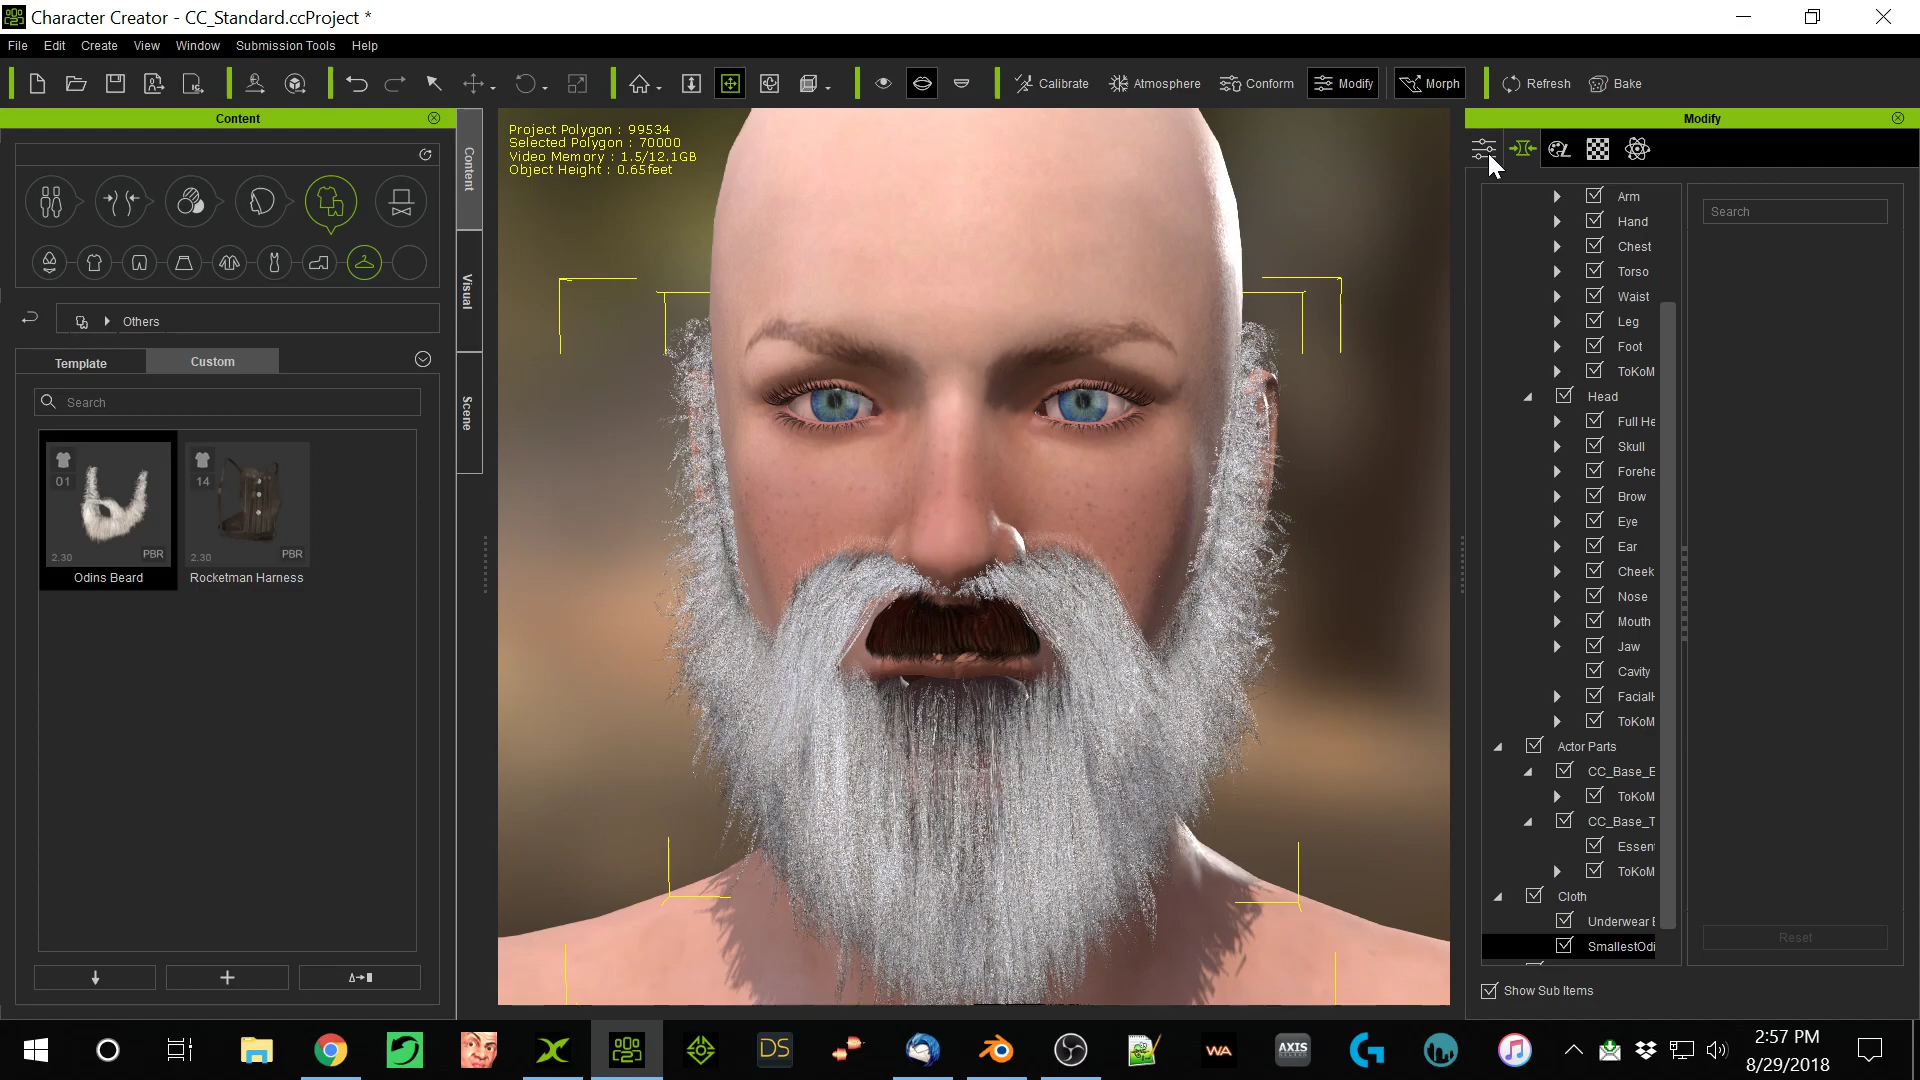 Character Creator - CC_Standard.ccProject *
File Edit Create View Window Submission Tools Help
Calibrate Atmosphere Conform Modify Morph Refresh Bake
Content
Modify
Project Polygon : 99534
Selected Polygon : 70000
Video Memory : 1.5/12.1GB
Object Height : 0.65feet
Content
Visual
Scene
Others
Template Custom
Search
01
2.30 PBR
Odins Beard
14
2.30 PBR
Rocketman Harness
Arm
Hand
Chest
Torso
Waist
Leg
Foot
ToKoM
Head
Full He
Skull
Forehe
Brow
Eye
Ear
Cheek
Nose
Mouth
Jaw
Cavity
FacialH
ToKoM
Actor Parts
CC_Base_E
ToKoM
CC_Base_T
Essen
ToKoM
Cloth
Underwear B
SmallestOdi
Show Sub Items
Search
Reset
DS
WA
AXIS
2:57 PM
8/29/2018